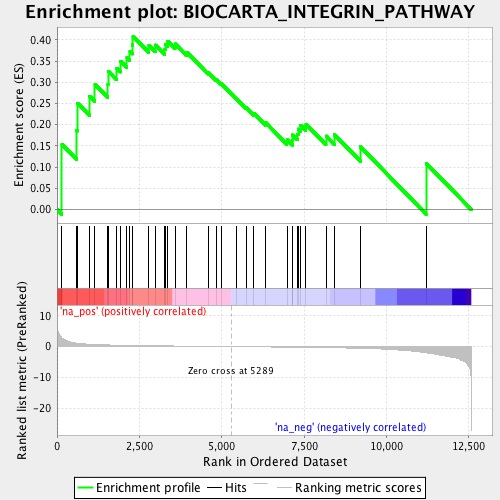 Enrichment plot: BIOCARTA_INTEGRIN_PATHWAY
Enrichment score (ES)
0.40
0.35
0.30
0.25
0.20
0.15
0.10
0.05
0.00
'na_pos' (positively correlated)
Ranked list metric (PreRanked)
10
0
-10
-20
Zero cross at 5289
'na_neg' (negatively correlated)
0
2,500
5,000
7,500
10,000
12,500
Rank in Ordered Dataset
Enrichment profile
Hits
Ranking metric scores